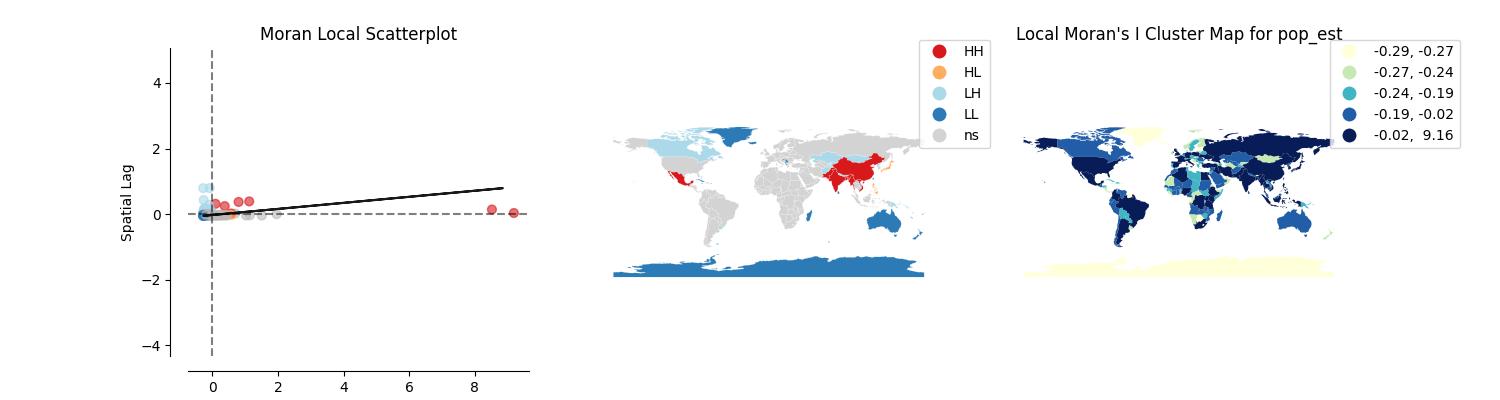 Moran Local Scatterplot
Spatial Lag
4
2
0
−2
−4
0
2
4
6
8
HH
HL
LH
LL
ns
Local Moran's I Cluster Map for pop_est
-0.29, -0.27
-0.27, -0.24
-0.24, -0.19
-0.19, -0.02
-0.02,  9.16